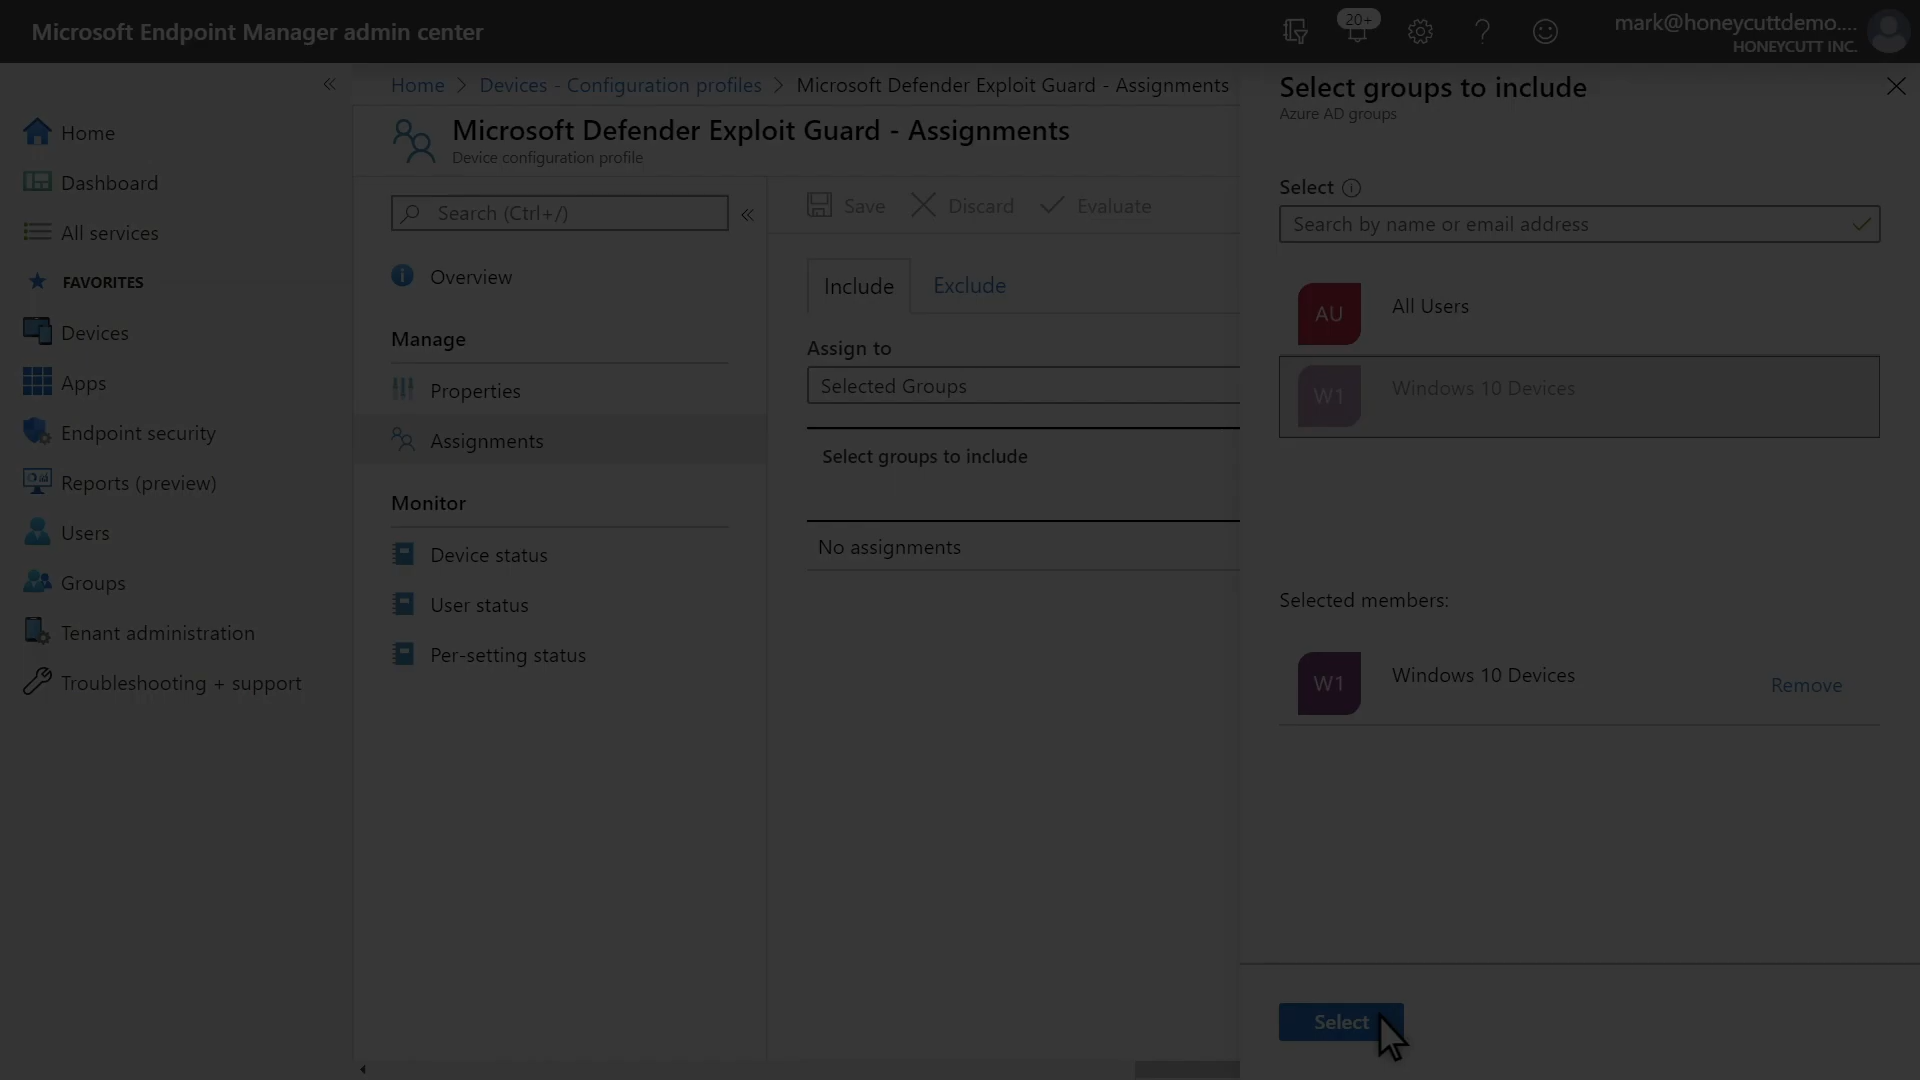 Microsoft Endpoint Manager admin center
20+
mark@honeycuttdemo....
HONEYCUTT INC.
Home
Dashboard
All services
FAVORITES
Devices
Apps
Endpoint security
Reports (preview)
Users
Groups
Tenant administration
Troubleshooting + support
Home > Devices - Configuration profiles > Microsoft Defender Exploit Guard - Assignments
Microsoft Defender Exploit Guard - Assignments
Device configuration profile
Search (Ctrl+/)
Overview
Manage
Properties
Assignments
Monitor
Device status
User status
Per-setting status
Save Discard Evaluate
Include Exclude
Assign to
Selected Groups
Select groups to include
No assignments
Select groups to include
Azure AD groups
Select
Search by name or email address
AU All Users
W1 Windows 10 Devices
Selected members:
W1 Windows 10 Devices Remove
Select